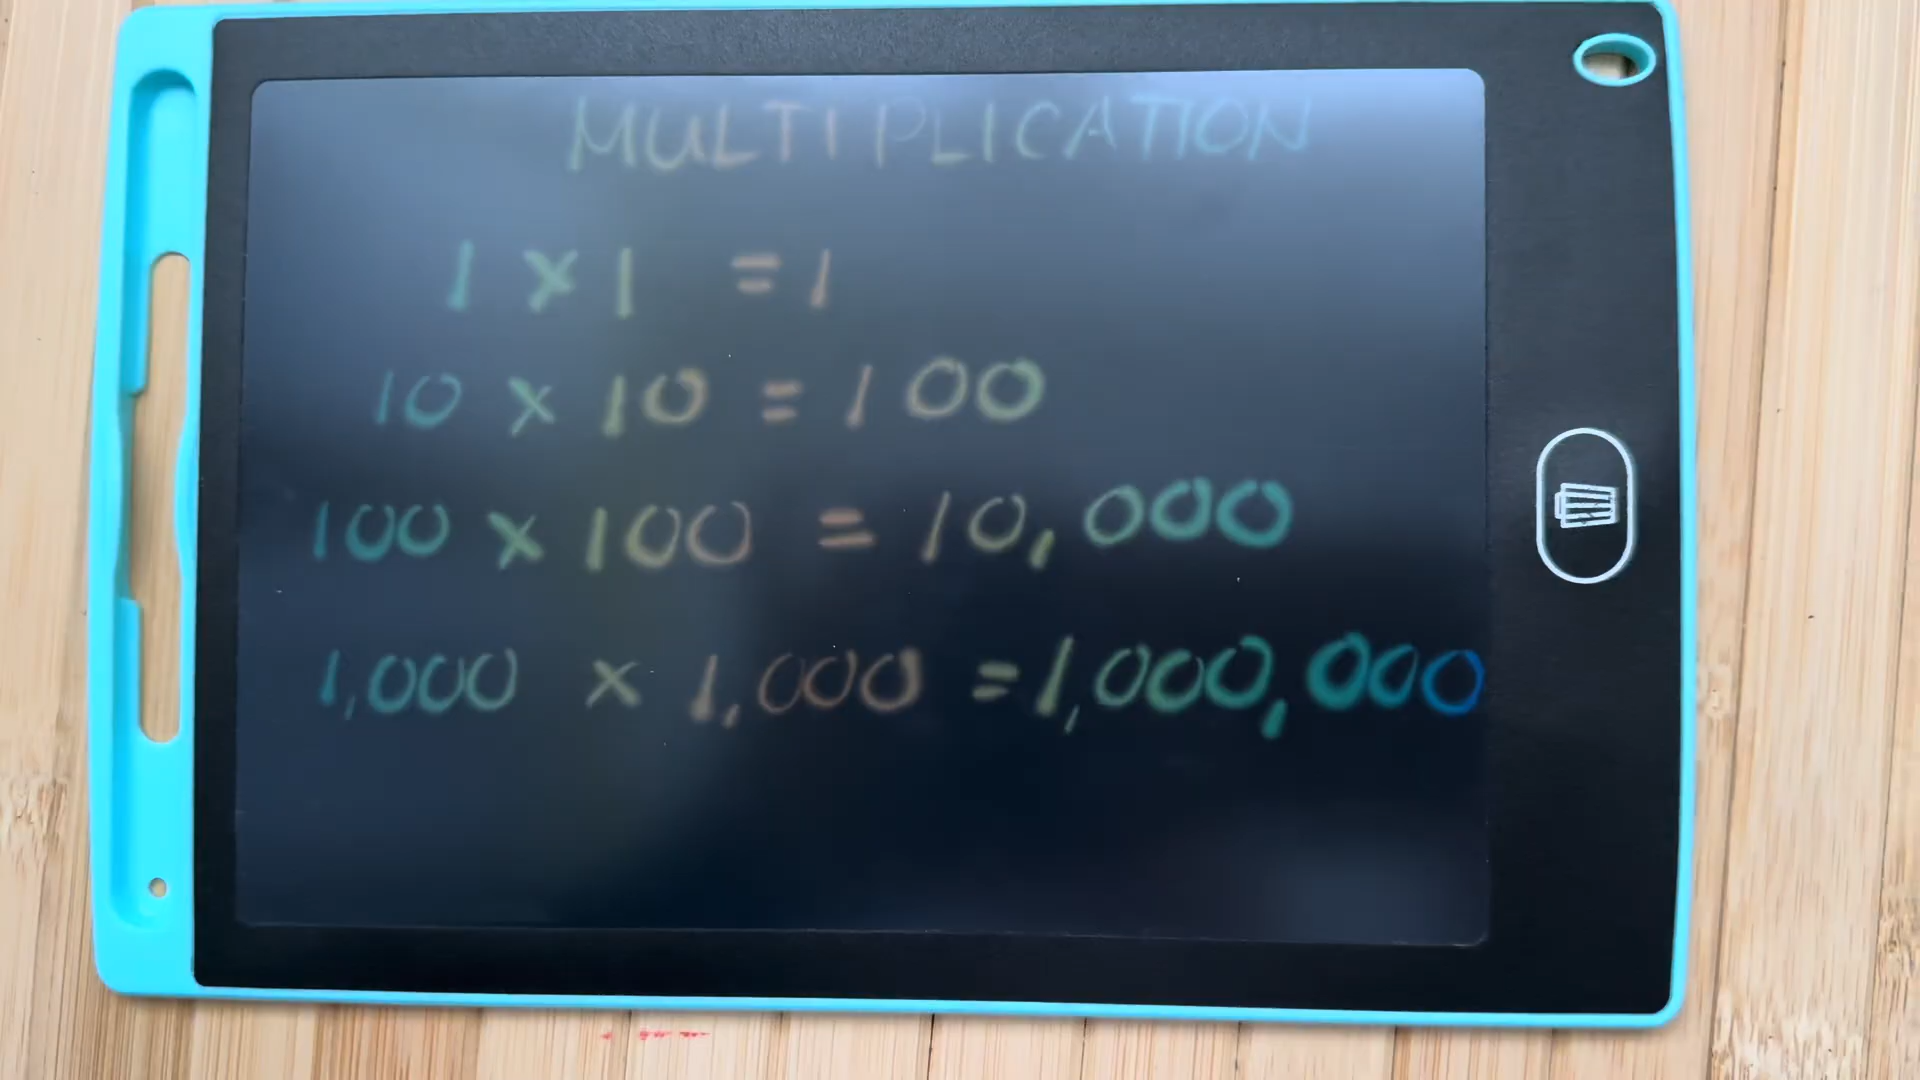 MULTIPLICATION
1 x 1 = 1
10 x 10 = 100
100 x 100 = 10,000
1,000 x 1,000 = 1,000,000